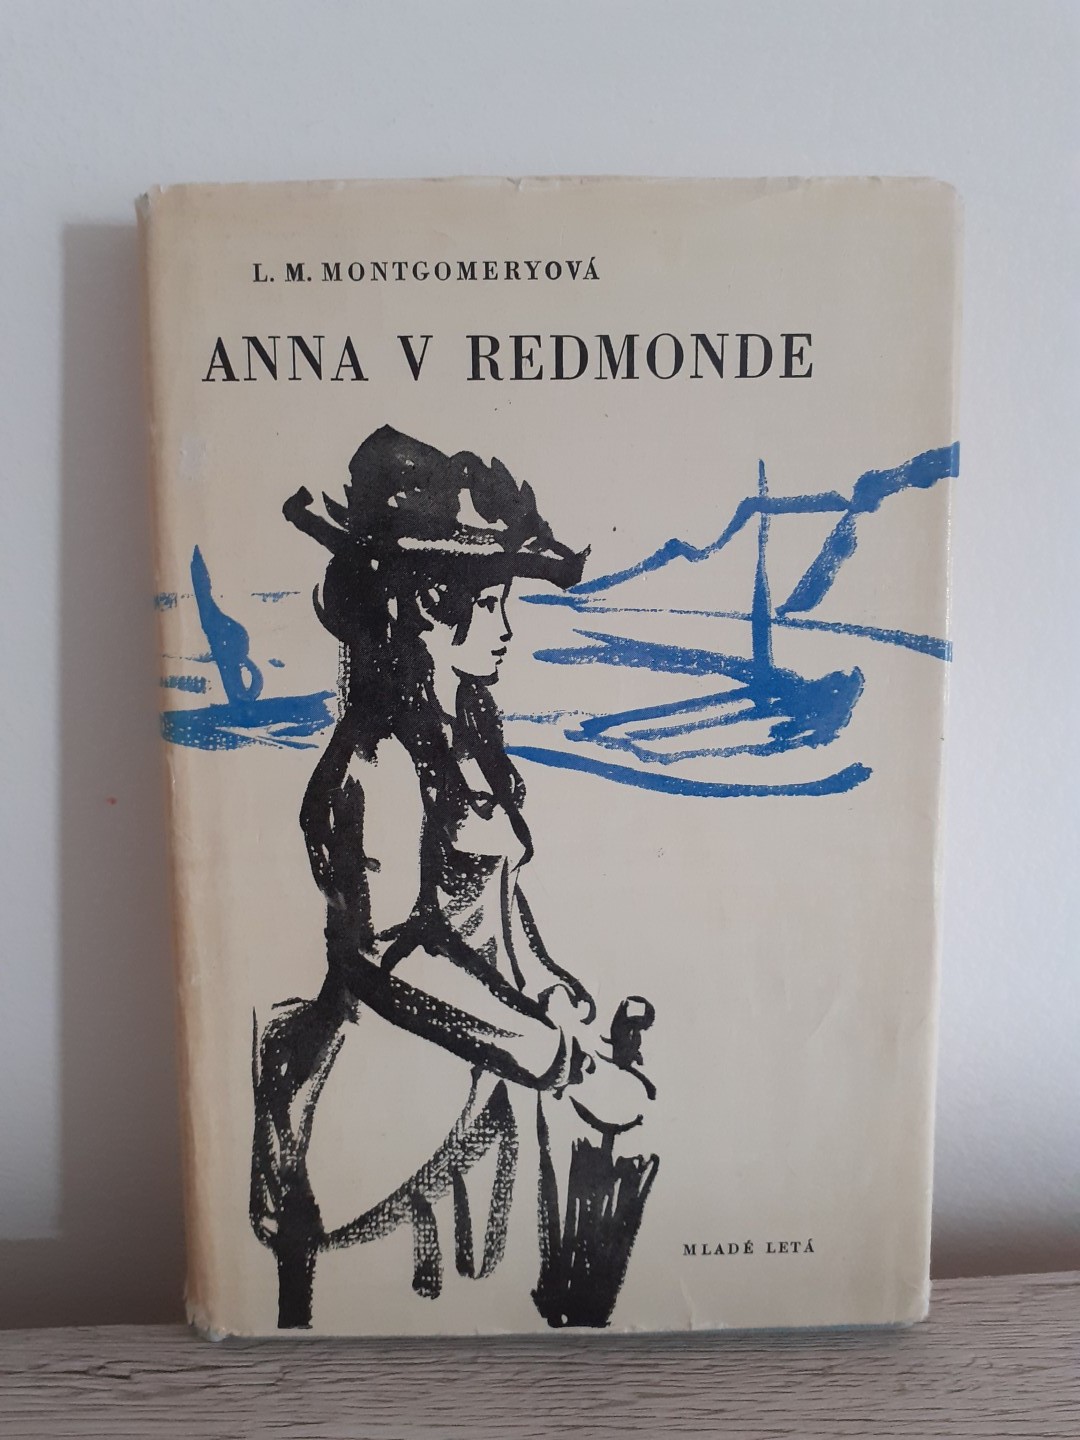 L. M. MONTGOMERYOVÁ
ANNA V REDMONDE
MLADÉ LETÁ